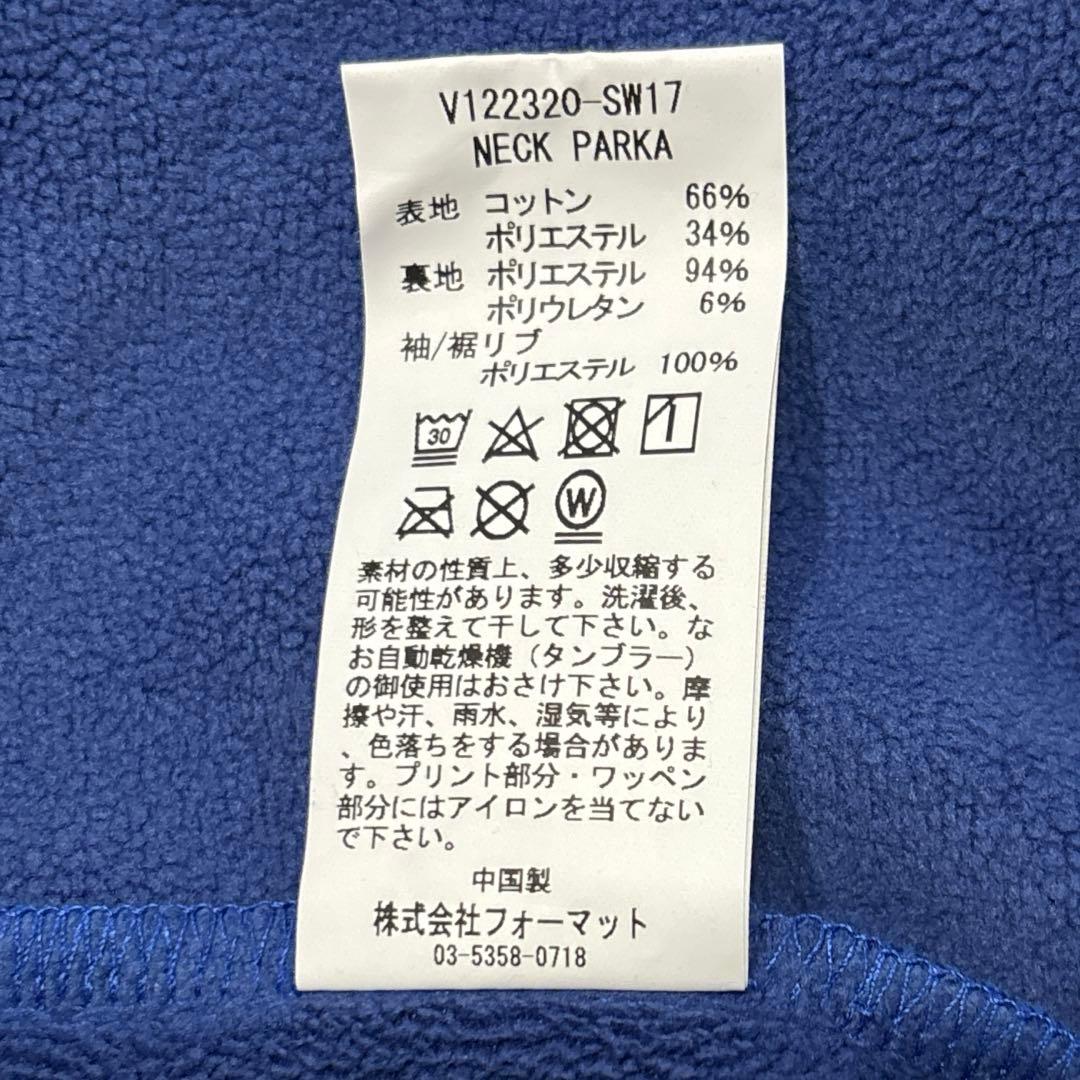 V122320-SW17
NECK PARKA
表地 コットン 66%
ポリエステル 34%
裏地 ポリエステル 94%
ポリウレタン 6%
袖/裾リブ
ポリエステル 100%
30
W
素材の性質上、多少収縮する
可能性があります。洗濯後、
形を整えて干して下さい。な
お自動乾燥機（タンブラー）
の御使用はおさけ下さい。摩
擦や汗、雨水、湿気等により
、色落ちをする場合がありま
す。プリント部分・ワッペン
部分にはアイロンを当てない
で下さい。
中国製
株式会社フォーマット
03-5358-0718